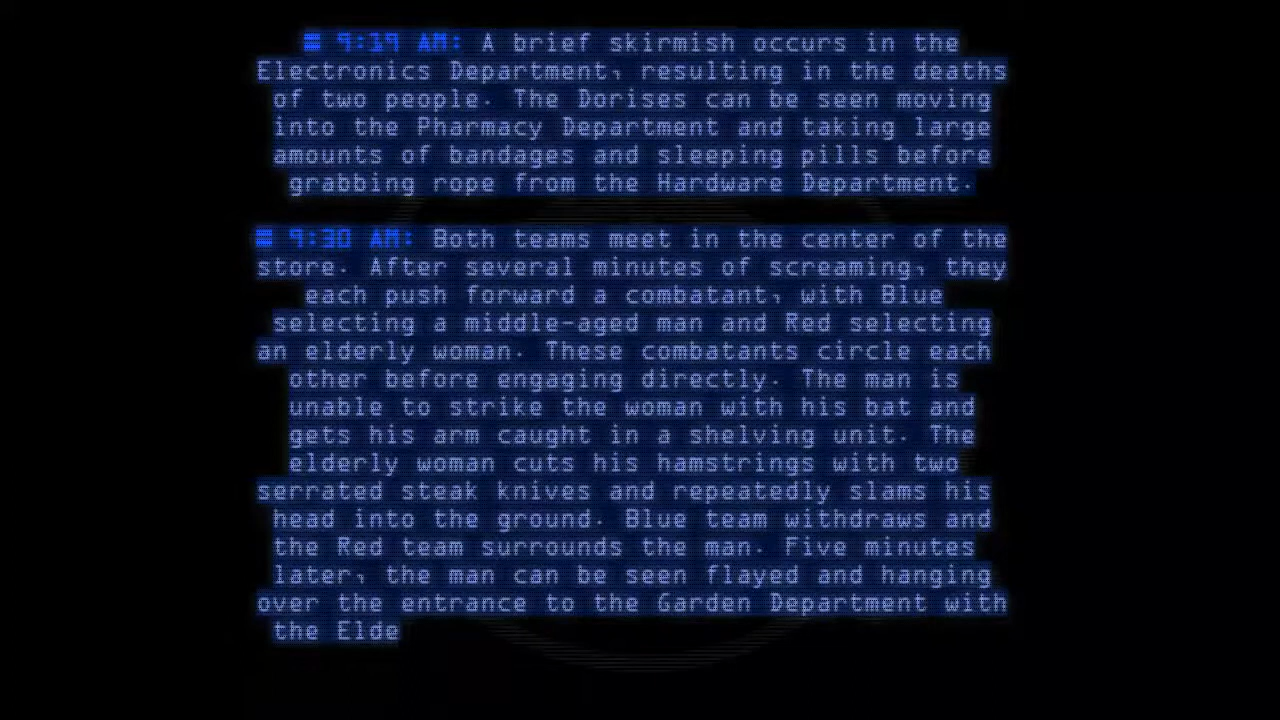 ■ 9:19 AM: A brief skirmish occurs in the
Electronics Department, resulting in the deaths
of two people. The Dorises can be seen moving
into the Pharmacy Department and taking large
amounts of bandages and sleeping pills before
grabbing rope from the Hardware Department.
■ 9:30 AM: Both teams meet in the center of the
store. After several minutes of screaming, they
each push forward a combatant, with Blue
selecting a middle-aged man and Red selecting
an elderly woman. These combatants circle each
other before engaging directly. The man is
unable to strike the woman with his bat and
gets his arm caught in a shelving unit. The
elderly woman cuts his hamstrings with two
serrated steak knives and repeatedly slams his
head into the ground. Blue team withdraws and
the Red team surrounds the man. Five minutes
later, the man can be seen flayed and hanging
over the entrance to the Garden Department with
the Elde